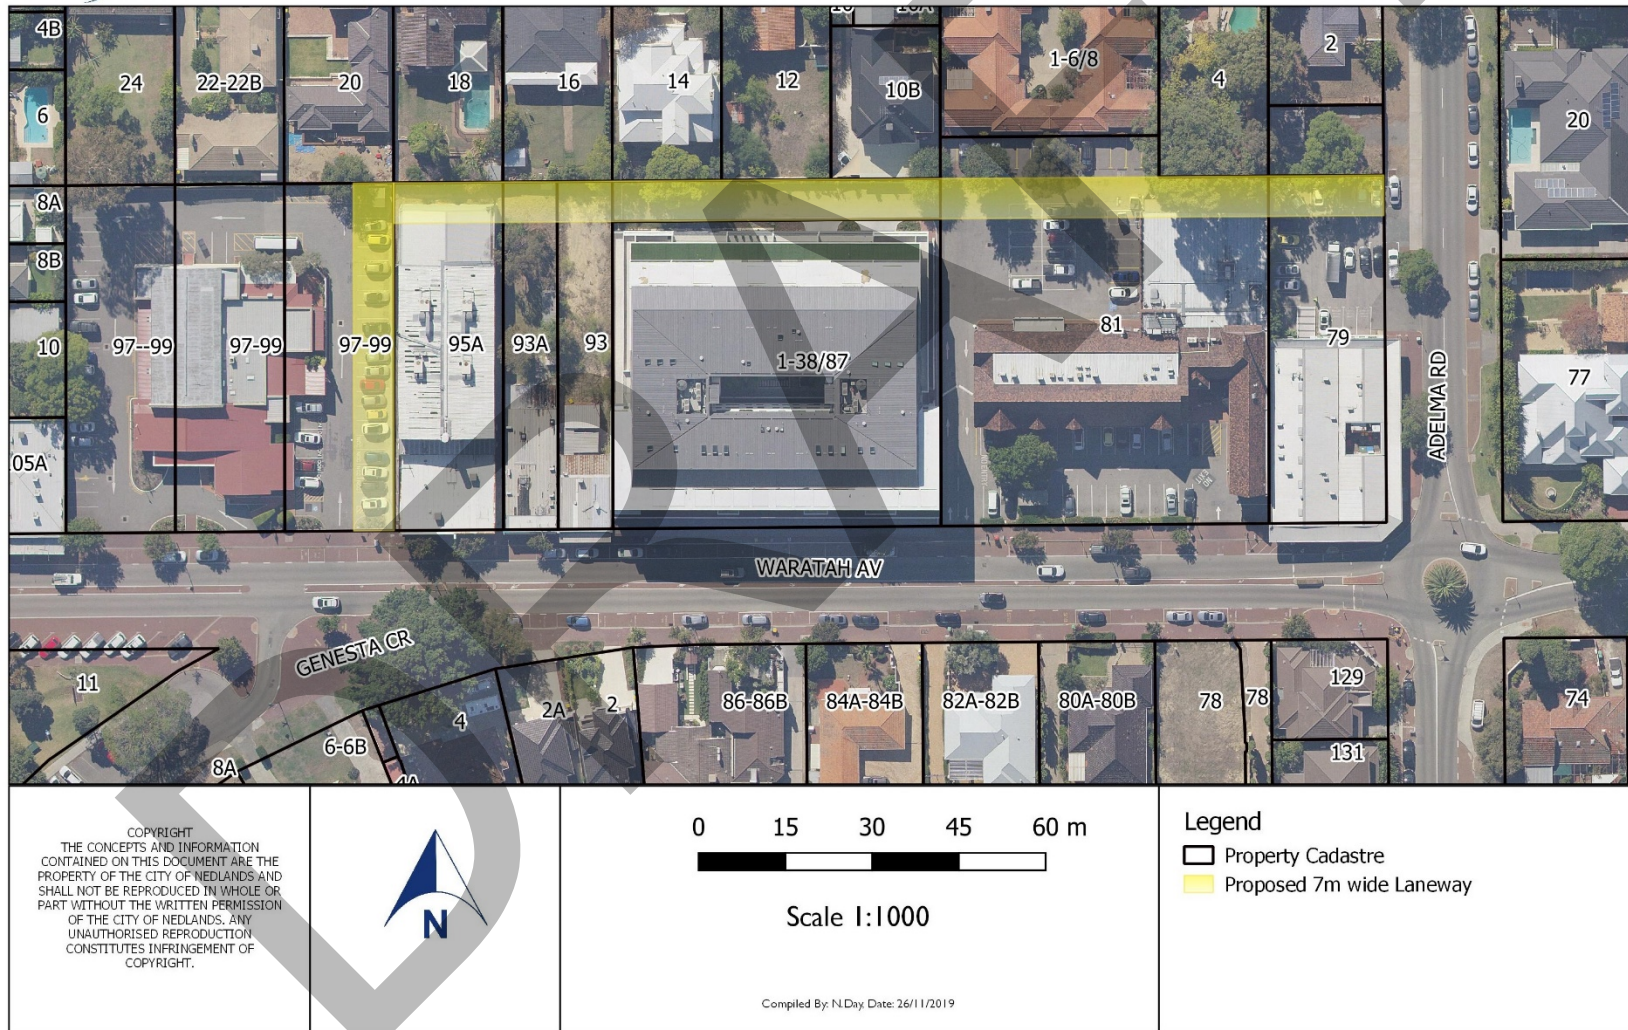 4B
24
22-22B
20
18
16
14
12
10B
1-6/8
4
2
6
20
8A
8B
10
97--99
97-99
97-99
95A
93A
93
1-38/87
81
79
77
ADELMA RD
05A
WARATAH AV
GENESTA CR
11
8A
6-6B
4
4A
2A
2
86-86B
84A-84B
82A-82B
80A-80B
78
78
129
131
74
COPYRIGHT
THE CONCEPTS AND INFORMATION
CONTAINED ON THIS DOCUMENT ARE THE
PROPERTY OF THE CITY OF NEDLANDS AND
SHALL NOT BE REPRODUCED IN WHOLE OR
PART WITHOUT THE WRITTEN PERMISSION
OF THE CITY OF NEDLANDS. ANY
UNAUTHORISED REPRODUCTION
CONSTITUTES INFRINGEMENT OF
COPYRIGHT.
N
0 15 30 45 60 m
Scale 1:1000
Compiled By: N.Day, Date: 26/11/2019
Legend
Property Cadastre
Proposed 7m wide Laneway